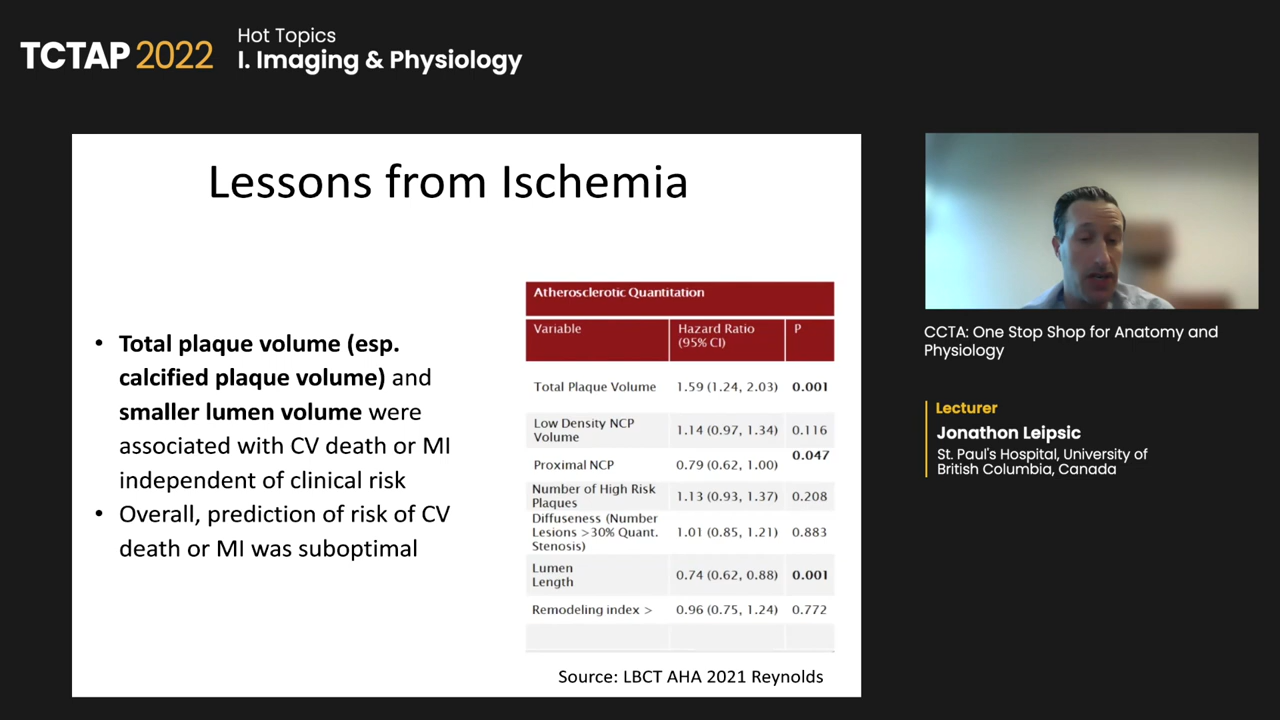 TCTAP 2022
Hot Topics
I. Imaging & Physiology
Lessons from Ischemia
• Total plaque volume (esp.
calcified plaque volume) and
smaller lumen volume were
associated with CV death or MI
independent of clinical risk
• Overall, prediction of risk of CV
death or MI was suboptimal
Atherosclerotic Quantitation
Variable Hazard Ratio P
(95% CI)
Total Plaque Volume 1.59 (1.24, 2.03) 0.001
Low Density NCP 1.14 (0.97, 1.34) 0.116
Volume
Proximal NCP 0.79 (0.62, 1.00) 0.047
Number of High Risk 1.13 (0.93, 1.37) 0.208
Plaques
Diffuseness (Number
Lesions >30% Quant. 1.01 (0.85, 1.21) 0.883
Stenosis)
Lumen 0.74 (0.62, 0.88) 0.001
Length
Remodeling index > 0.96 (0.75, 1.24) 0.772
Source: LBCT AHA 2021 Reynolds
CCTA: One Stop Shop for Anatomy and
Physiology
Lecturer
Jonathon Leipsic
St. Paul's Hospital, University of
British Columbia, Canada